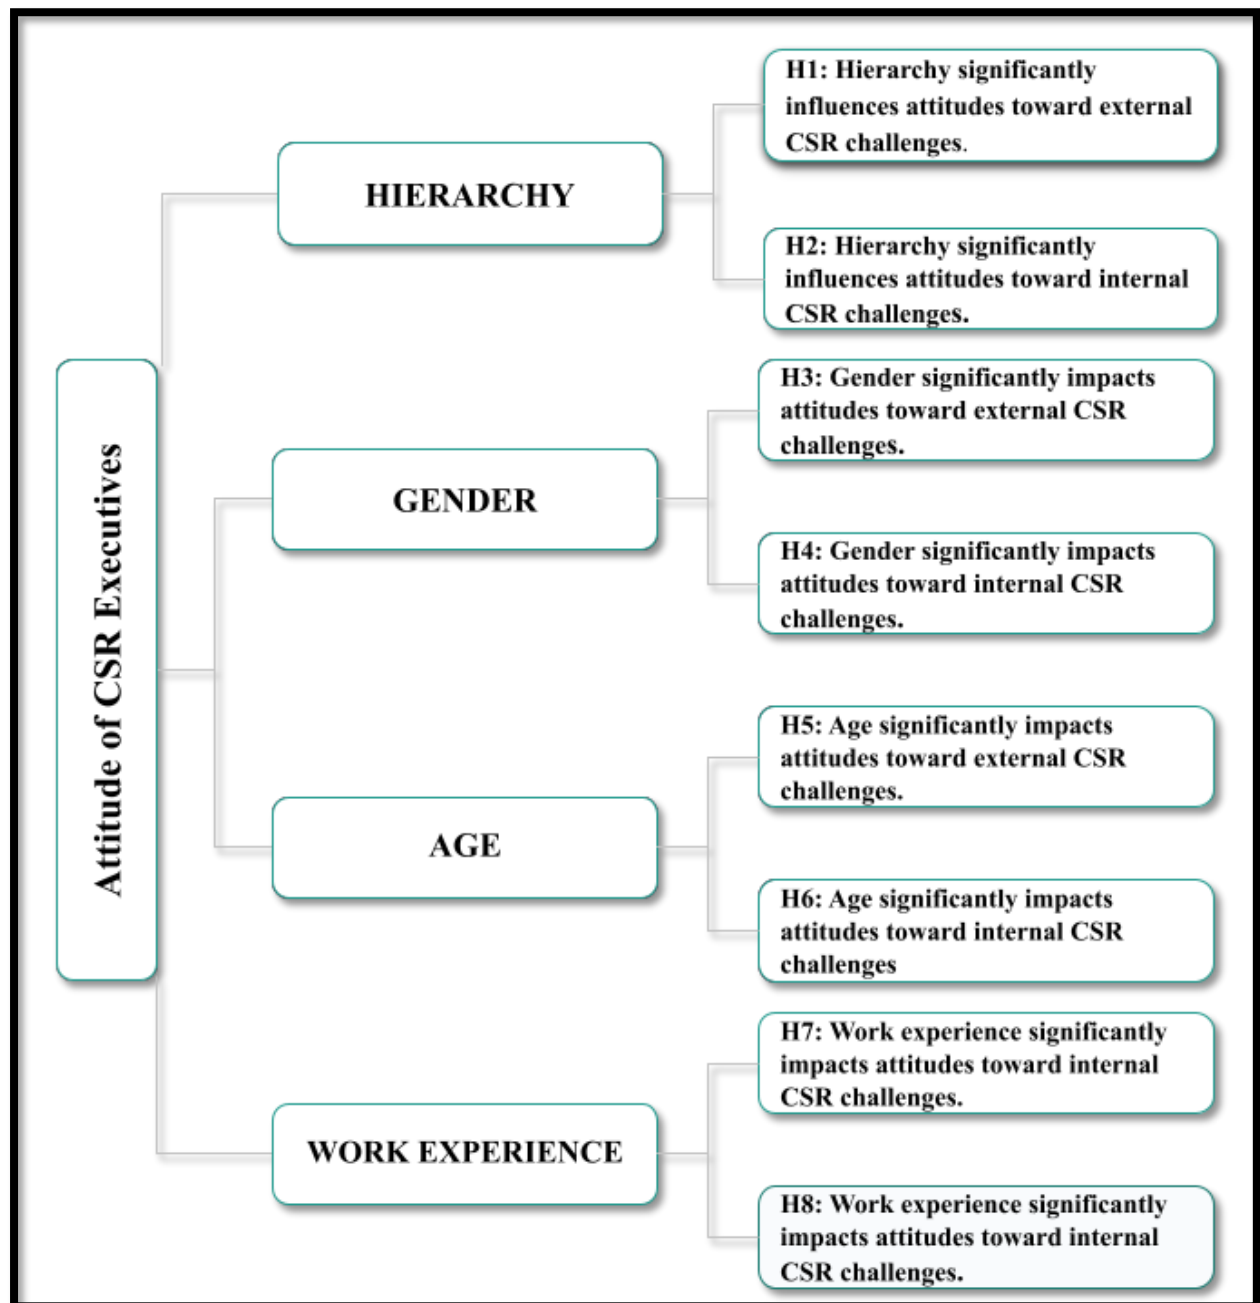 Attitude of CSR Executives
HIERARCHY
H1: Hierarchy significantly
influences attitudes toward external
CSR challenges.
H2: Hierarchy significantly
influences attitudes toward internal
CSR challenges.
GENDER
H3: Gender significantly impacts
attitudes toward external CSR
challenges.
H4: Gender significantly impacts
attitudes toward internal CSR
challenges.
AGE
H5: Age significantly impacts
attitudes toward external CSR
challenges.
H6: Age significantly impacts
attitudes toward internal CSR
challenges
WORK EXPERIENCE
H7: Work experience significantly
impacts attitudes toward internal
CSR challenges.
H8: Work experience significantly
impacts attitudes toward internal
CSR challenges.